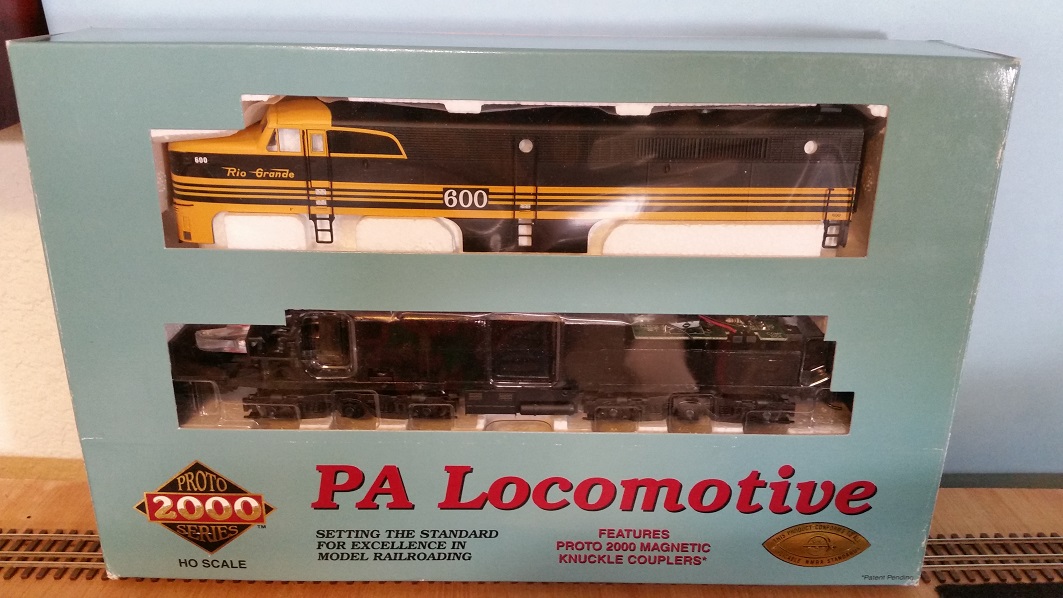 600
Rio Grande
600
PROTO
2000
SERIES™
HO SCALE
PA Locomotive
SETTING THE STANDARD
FOR EXCELLENCE IN
MODEL RAILROADING
FEATURES
PROTO 2000 MAGNETIC
KNUCKLE COUPLERS*
*Patent Pending